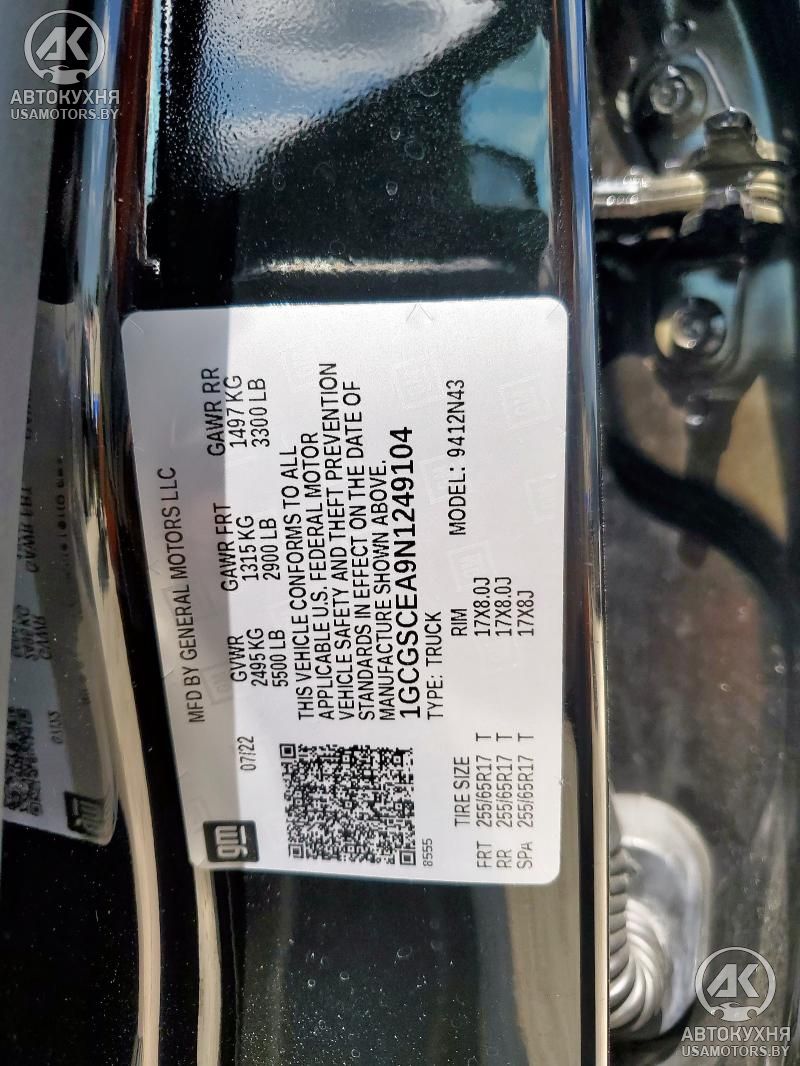 AK
АВТОКУХНЯ
USAMOTORS.BY
gm
MFD BY GENERAL MOTORS LLC
07/22 GVWR GAWR FRT GAWR RR
2495 KG 1315 KG 1497 KG
5500 LB 2900 LB 3300 LB
THIS VEHICLE CONFORMS TO ALL
APPLICABLE U.S. FEDERAL MOTOR
VEHICLE SAFETY AND THEFT PREVENTION
STANDARDS IN EFFECT ON THE DATE OF
MANUFACTURE SHOWN ABOVE.
1GCGSCEA9N1249104
8555 TYPE: TRUCK MODEL: 9412N43
TIRE SIZE RIM
FRT 255/65R17 T 17X8.0J
RR 255/65R17 T 17X8.0J
SPA 255/65R17 T 17X8J
AK
АВТОКУХНЯ
USAMOTORS.BY